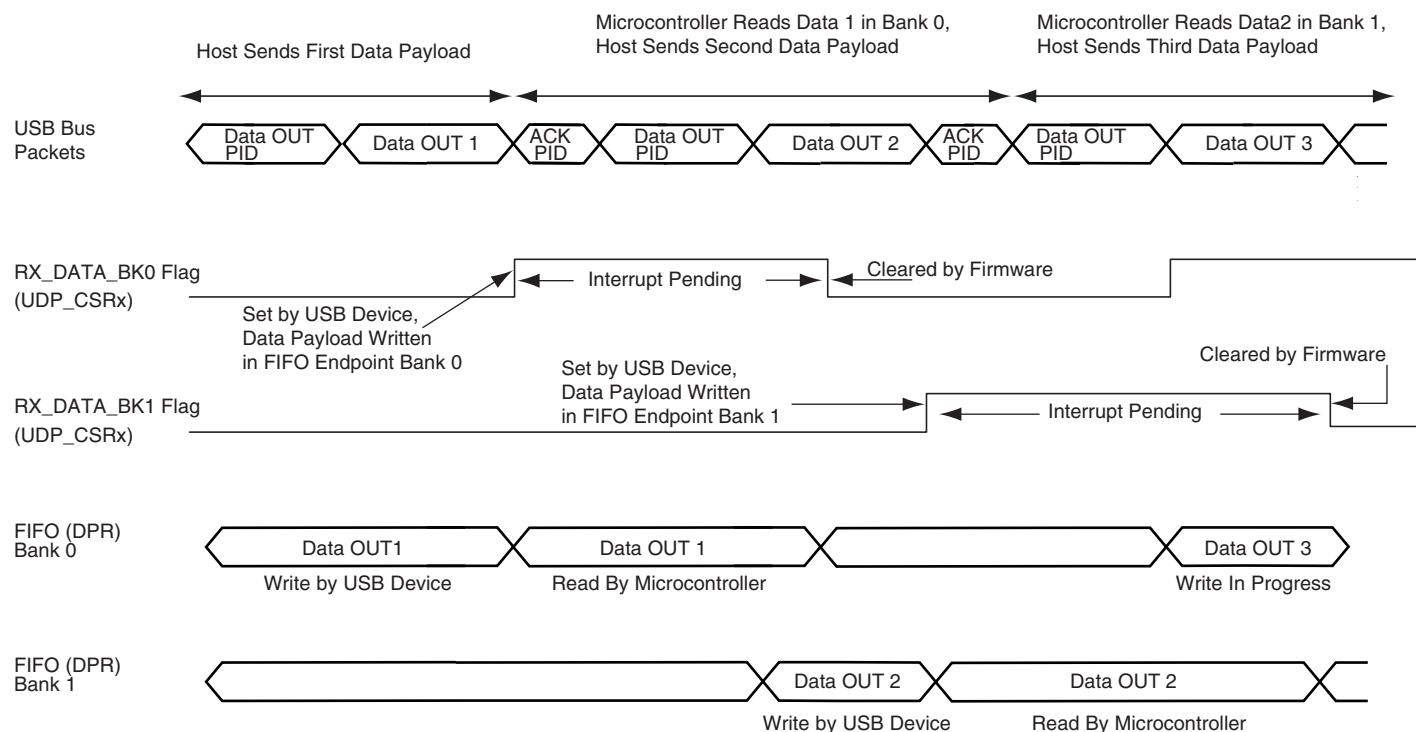 Microcontroller Reads Data 1 in Bank 0,
Host Sends Second Data Payload
Microcontroller Reads Data2 in Bank 1,
Host Sends Third Data Payload
Host Sends First Data Payload
USB Bus
Packets
Data OUT
PID
Data OUT 1
ACK
PID
Data OUT
PID
Data OUT 2
ACK
PID
Data OUT
PID
Data OUT 3
RX_DATA_BK0 Flag
(UDP_CSRx)
Interrupt Pending
Cleared by Firmware
Set by USB Device,
Data Payload Written
in FIFO Endpoint Bank 0
Cleared by Firmware
Set by USB Device,
Data Payload Written
in FIFO Endpoint Bank 1
RX_DATA_BK1 Flag
(UDP_CSRx)
Interrupt Pending
FIFO (DPR)
Bank 0
Data OUT1
Data OUT 1
Data OUT 3
Write by USB Device
Read By Microcontroller
Write In Progress
FIFO (DPR)
Bank 1
Data OUT 2
Data OUT 2
Write by USB Device
Read By Microcontroller